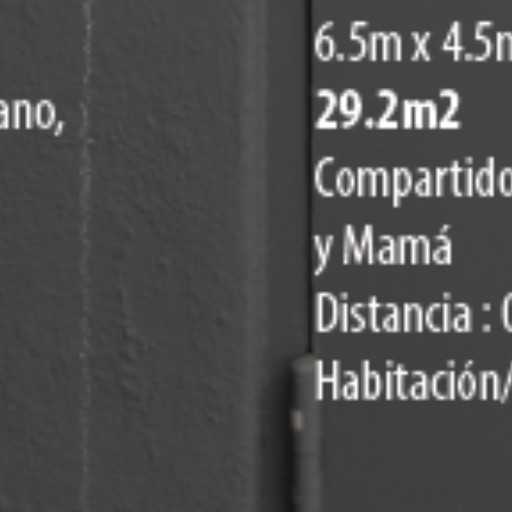 6.5m x 4.5m
ano,
29.2m2
Compartido
y Mamá
Distancia :
Habitación/